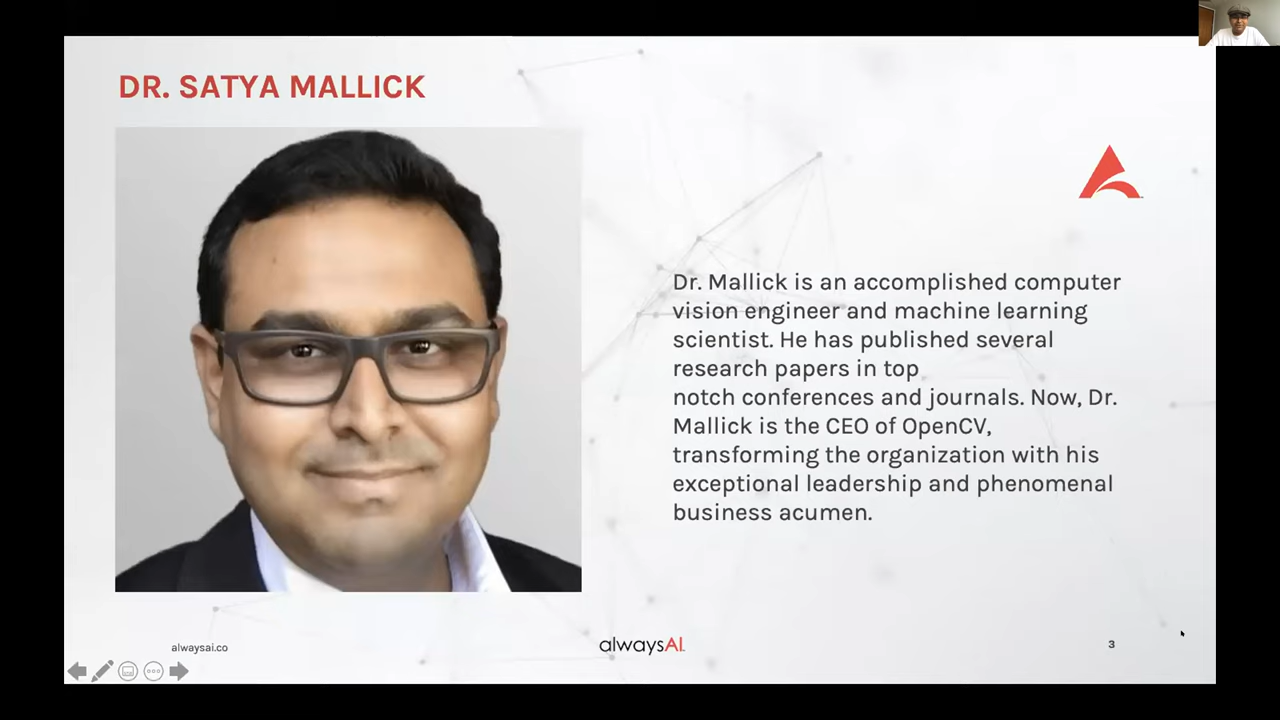 DR. SATYA MALLICK
Dr. Mallick is an accomplished computer
vision engineer and machine learning
scientist. He has published several
research papers in top
notch conferences and journals. Now, Dr.
Mallick is the CEO of OpenCV,
transforming the organization with his
exceptional leadership and phenomenal
business acumen.
alwaysai.co
alwaysAI
3